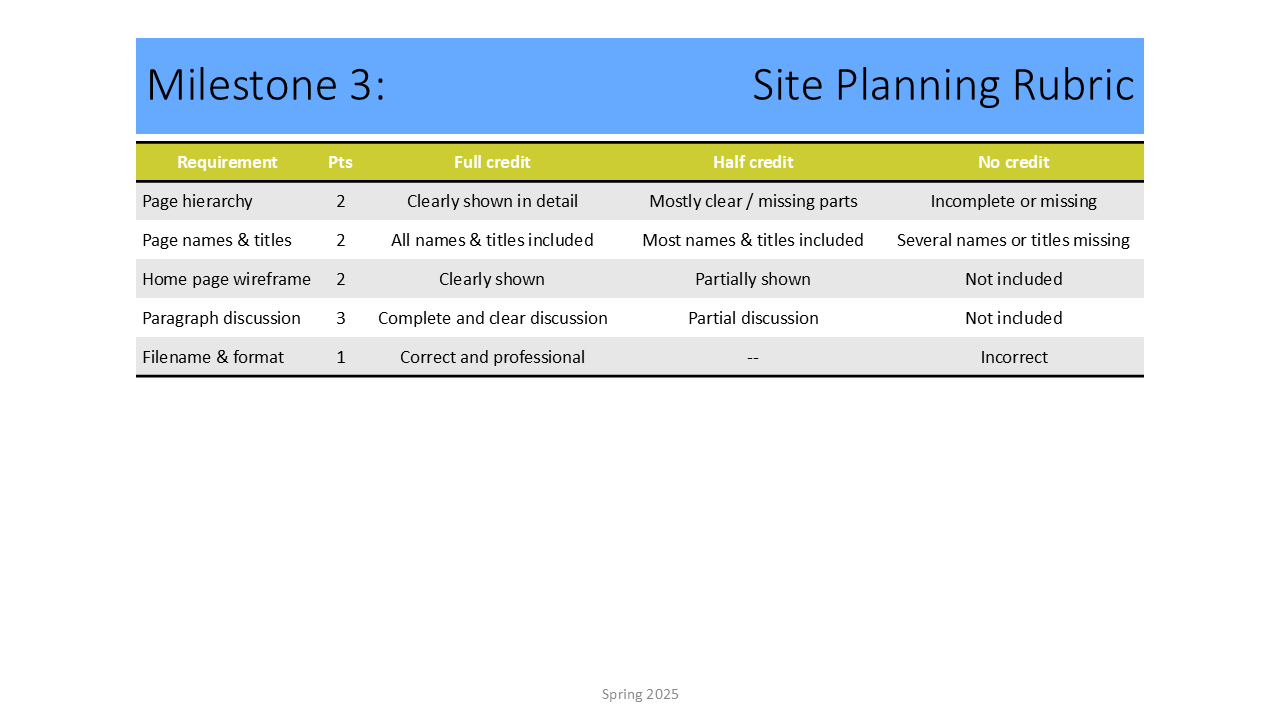 Milestone 3: Site Planning Rubric
Requirement Pts Full credit Half credit No credit
Page hierarchy 2 Clearly shown in detail Mostly clear / missing parts Incomplete or missing
Page names & titles 2 All names & titles included Most names & titles included Several names or titles missing
Home page wireframe 2 Clearly shown Partially shown Not included
Paragraph discussion 3 Complete and clear discussion Partial discussion Not included
Filename & format 1 Correct and professional -- Incorrect
Spring 2025